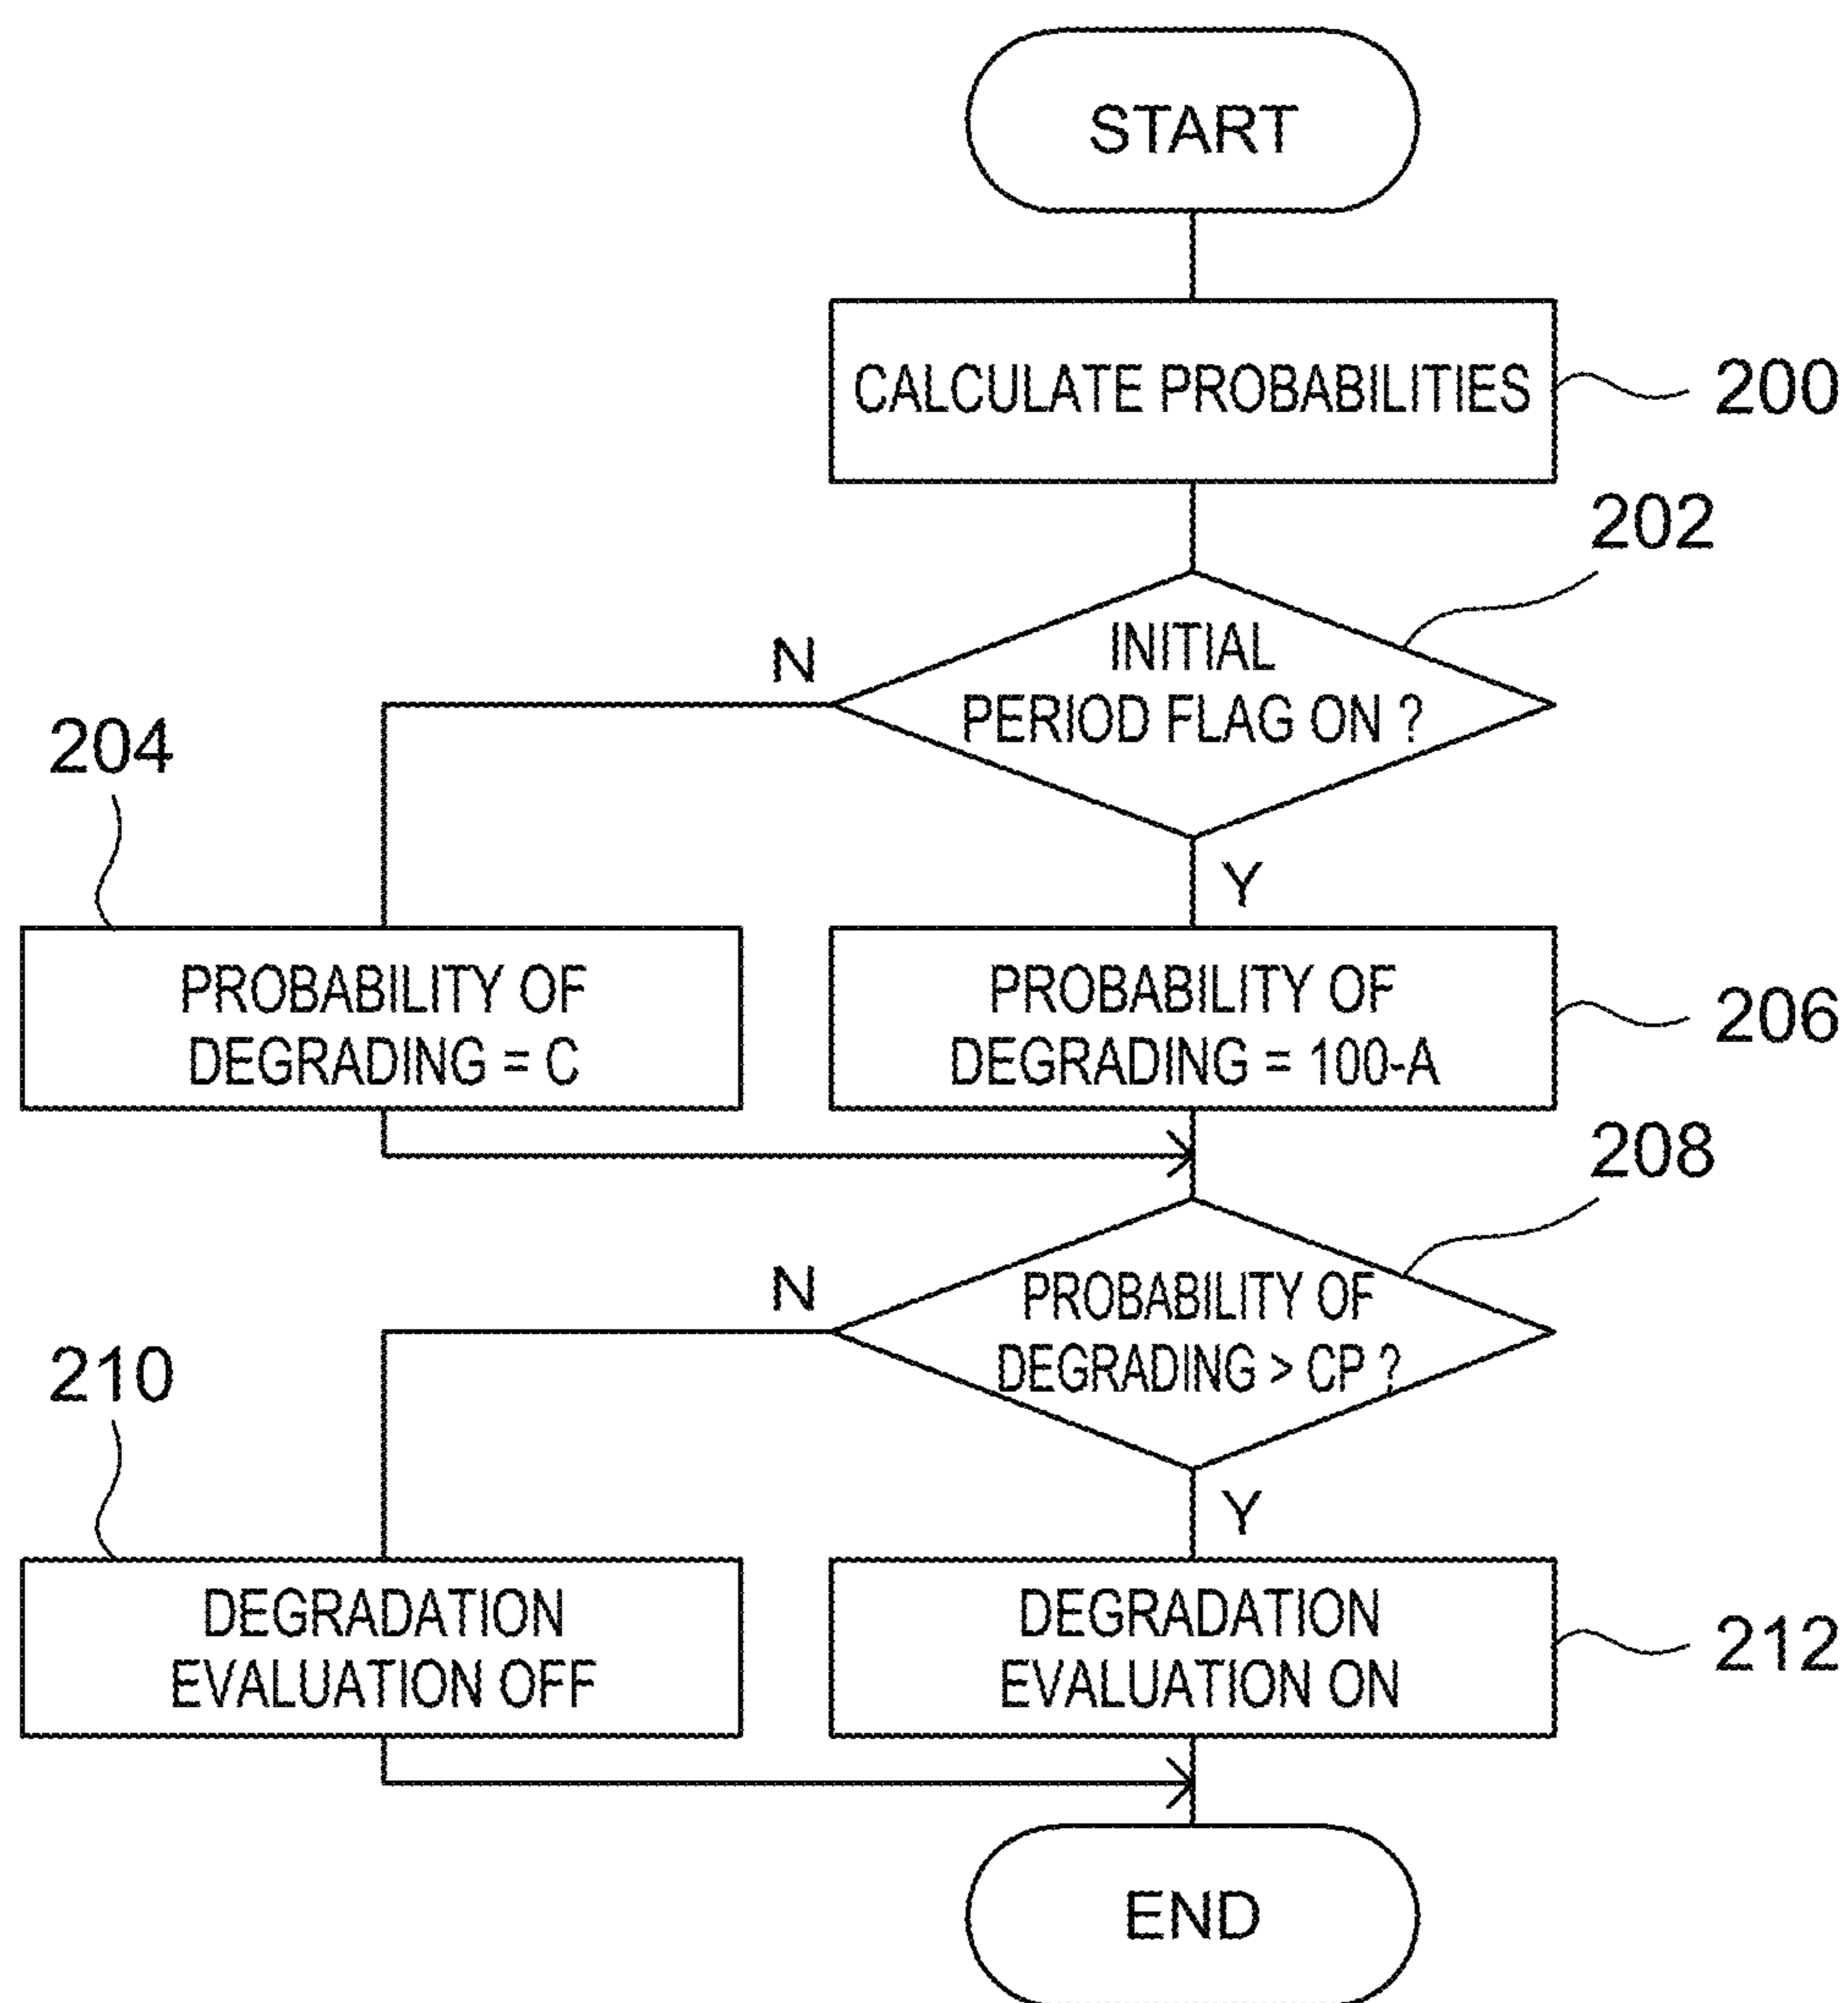 START
CALCULATE PROBABILITIES
200
202
INITIAL
PERIOD FLAG ON ?
N
Y
204
PROBABILITY OF
DEGRADING = C
PROBABILITY OF
DEGRADING = 100-A
206
208
PROBABILITY OF
DEGRADING > CP ?
N
Y
210
DEGRADATION
EVALUATION OFF
DEGRADATION
EVALUATION ON
212
END